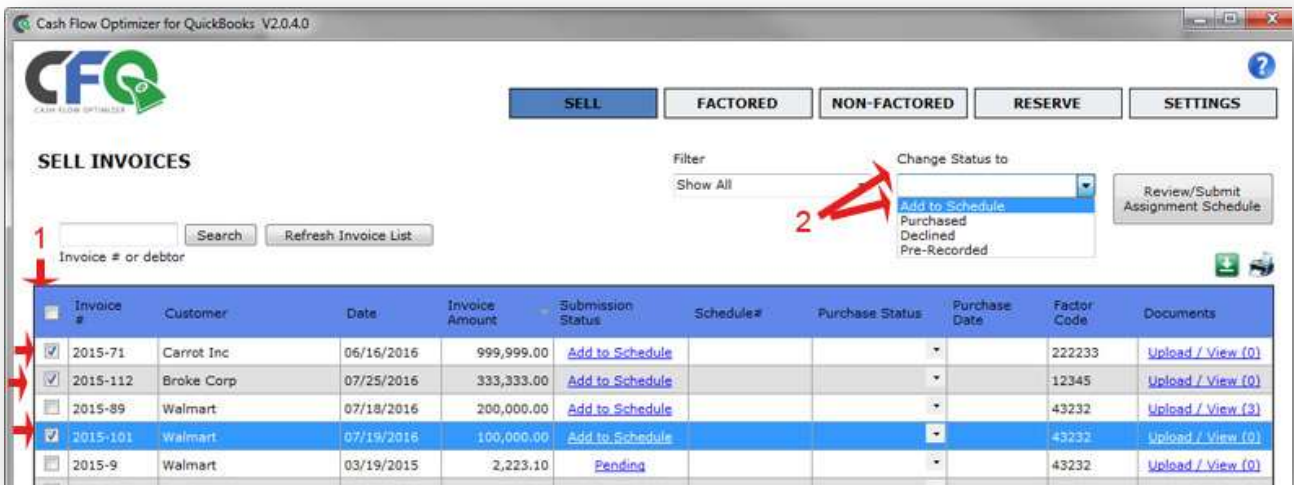 Cash Flow Optimizer for QuickBooks V2.0.4.0
CFO
CASH FLOW OPTIMIZER
?
SELL FACTORED NON-FACTORED RESERVE SETTINGS
SELL INVOICES
Filter
Show All
Change Status to
Review/Submit
Assignment Schedule
2
Add to Schedule
Purchased
Declined
Pre-Recorded
1
Search Refresh Invoice List
Invoice # or debtor
Invoice # Customer Date Invoice Amount Submission Status Schedule# Purchase Status Purchase Date Factor Code Documents
2015-71 Carrot Inc 06/16/2016 999,999.00 Add to Schedule 222233 Upload / View (0)
2015-112 Broke Corp 07/25/2016 333,333.00 Add to Schedule 12345 Upload / View (0)
2015-89 Walmart 07/18/2016 200,000.00 Add to Schedule 43232 Upload / View (3)
2015-101 Walmart 07/19/2016 100,000.00 Add to Schedule 43232 Upload / View (0)
2015-9 Walmart 03/19/2015 2,223.10 Pending 43232 Upload / View (0)